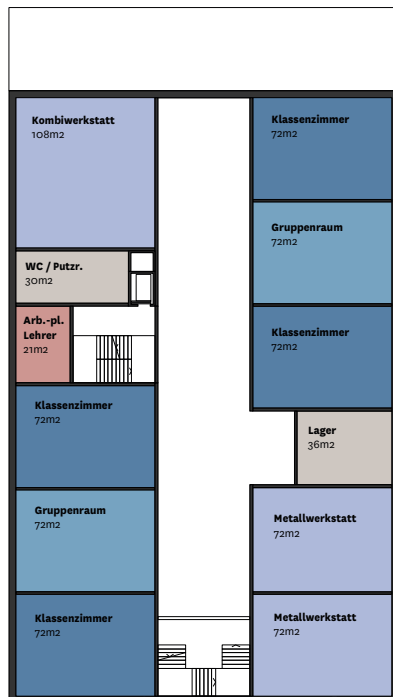 Kombiwerkstatt
108m2
WC / Putzr.
30m2
Arb.-pl.
Lehrer
21m2
Klassenzimmer
72m2
Gruppenraum
72m2
Klassenzimmer
72m2
Klassenzimmer
72m2
Gruppenraum
72m2
Klassenzimmer
72m2
Lager
36m2
Metallwerkstatt
72m2
Metallwerkstatt
72m2